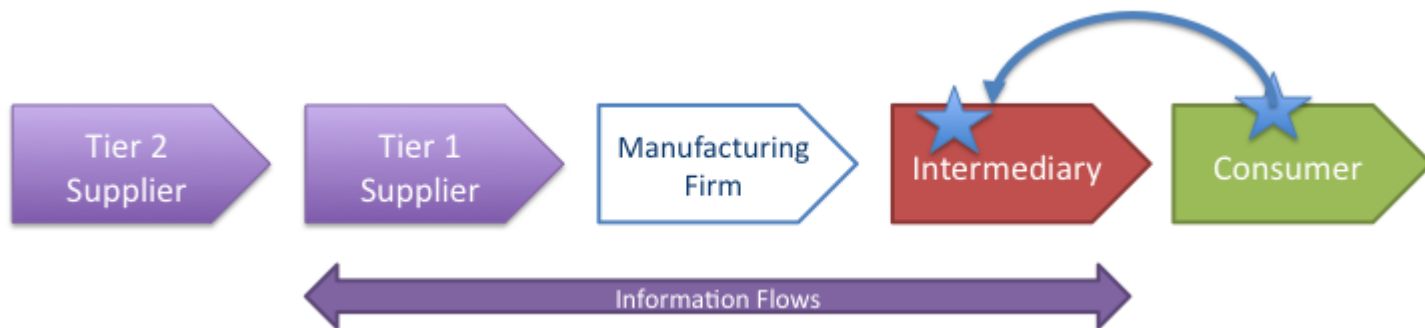 Tier 2
Supplier
Tier 1
Supplier
Manufacturing
Firm
Intermediary
Consumer
Information Flows